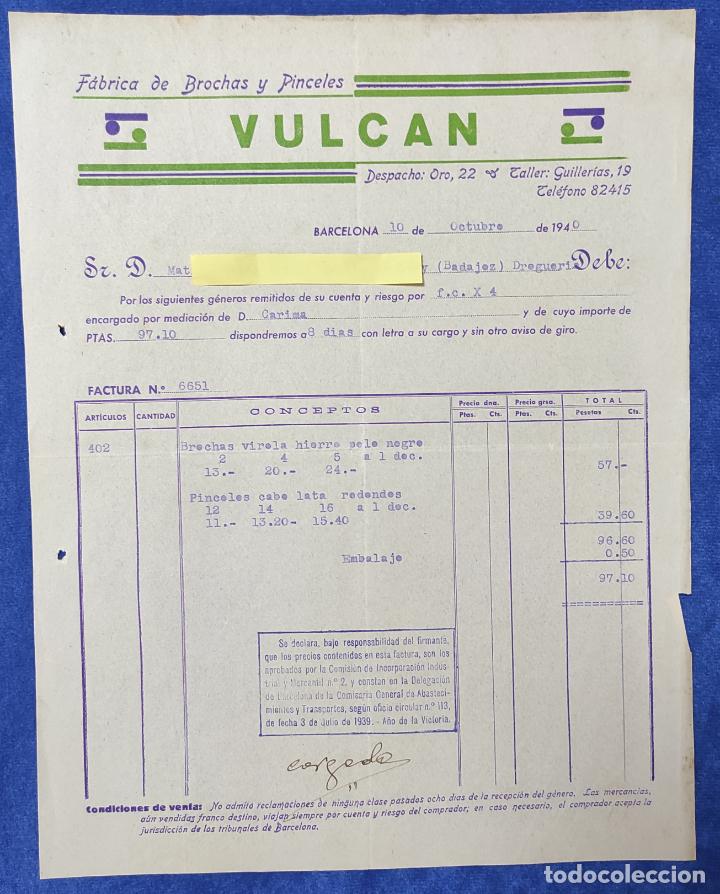 Fábrica de Brochas y Pinceles
VULCAN
Despacho: Oro, 22 Taller: Guillerías, 19
Teléfono 82415
BARCELONA 10 de Octubre de 1940
Sr. D. Mat y (Badajoz) Drogueria Debe:
Por los siguientes géneros remitidos de su cuenta y riesgo por f.c. X 4
encargado por mediación de D. Carima y de cuyo importe de
PTAS. 97.10 dispondremos a 8 dias con letra a su cargo y sin otro aviso de giro.
FACTURA N.º 6651
ARTÍCULOS CANTIDAD CONCEPTOS Precio dna. Precio grsa. TOTAL
Ptas. Cts. Ptas. Cts. Pesetas Cts.
402 Brochas virola hierro pelo negro
2 4 5 a 1 doc.
13.- 20.- 24.- 57.-
Pinceles cabo lata redondos
12 14 16 a 1 doc.
11.- 13.20- 15.40 39.60
96.60
Embalaje 0.50
97.10
Se declara, bajo responsabilidad del firmante,
que los precios contenidos en esta factura, son los
aprobados por la Comisión de Incorporación Indus-
trial y Mercantil n.º 2, y constan en la Delegación
de Barcelona de la Comisaría General de Abasteci-
mientos y Transportes, según oficio circular n.º 113,
de fecha 3 de Julio de 1939. - Año de la Victoria.
cargado
Condiciones de venta: No admito reclamaciones de ninguna clase pasados ocho dias de la recepción del género. Las mercancias,
aún vendidas franco destino, viajan siempre por cuenta y riesgo del comprador; en caso necesario, el comprador acepta la
jurisdicción de los tribunales de Barcelona.
todocoleccion